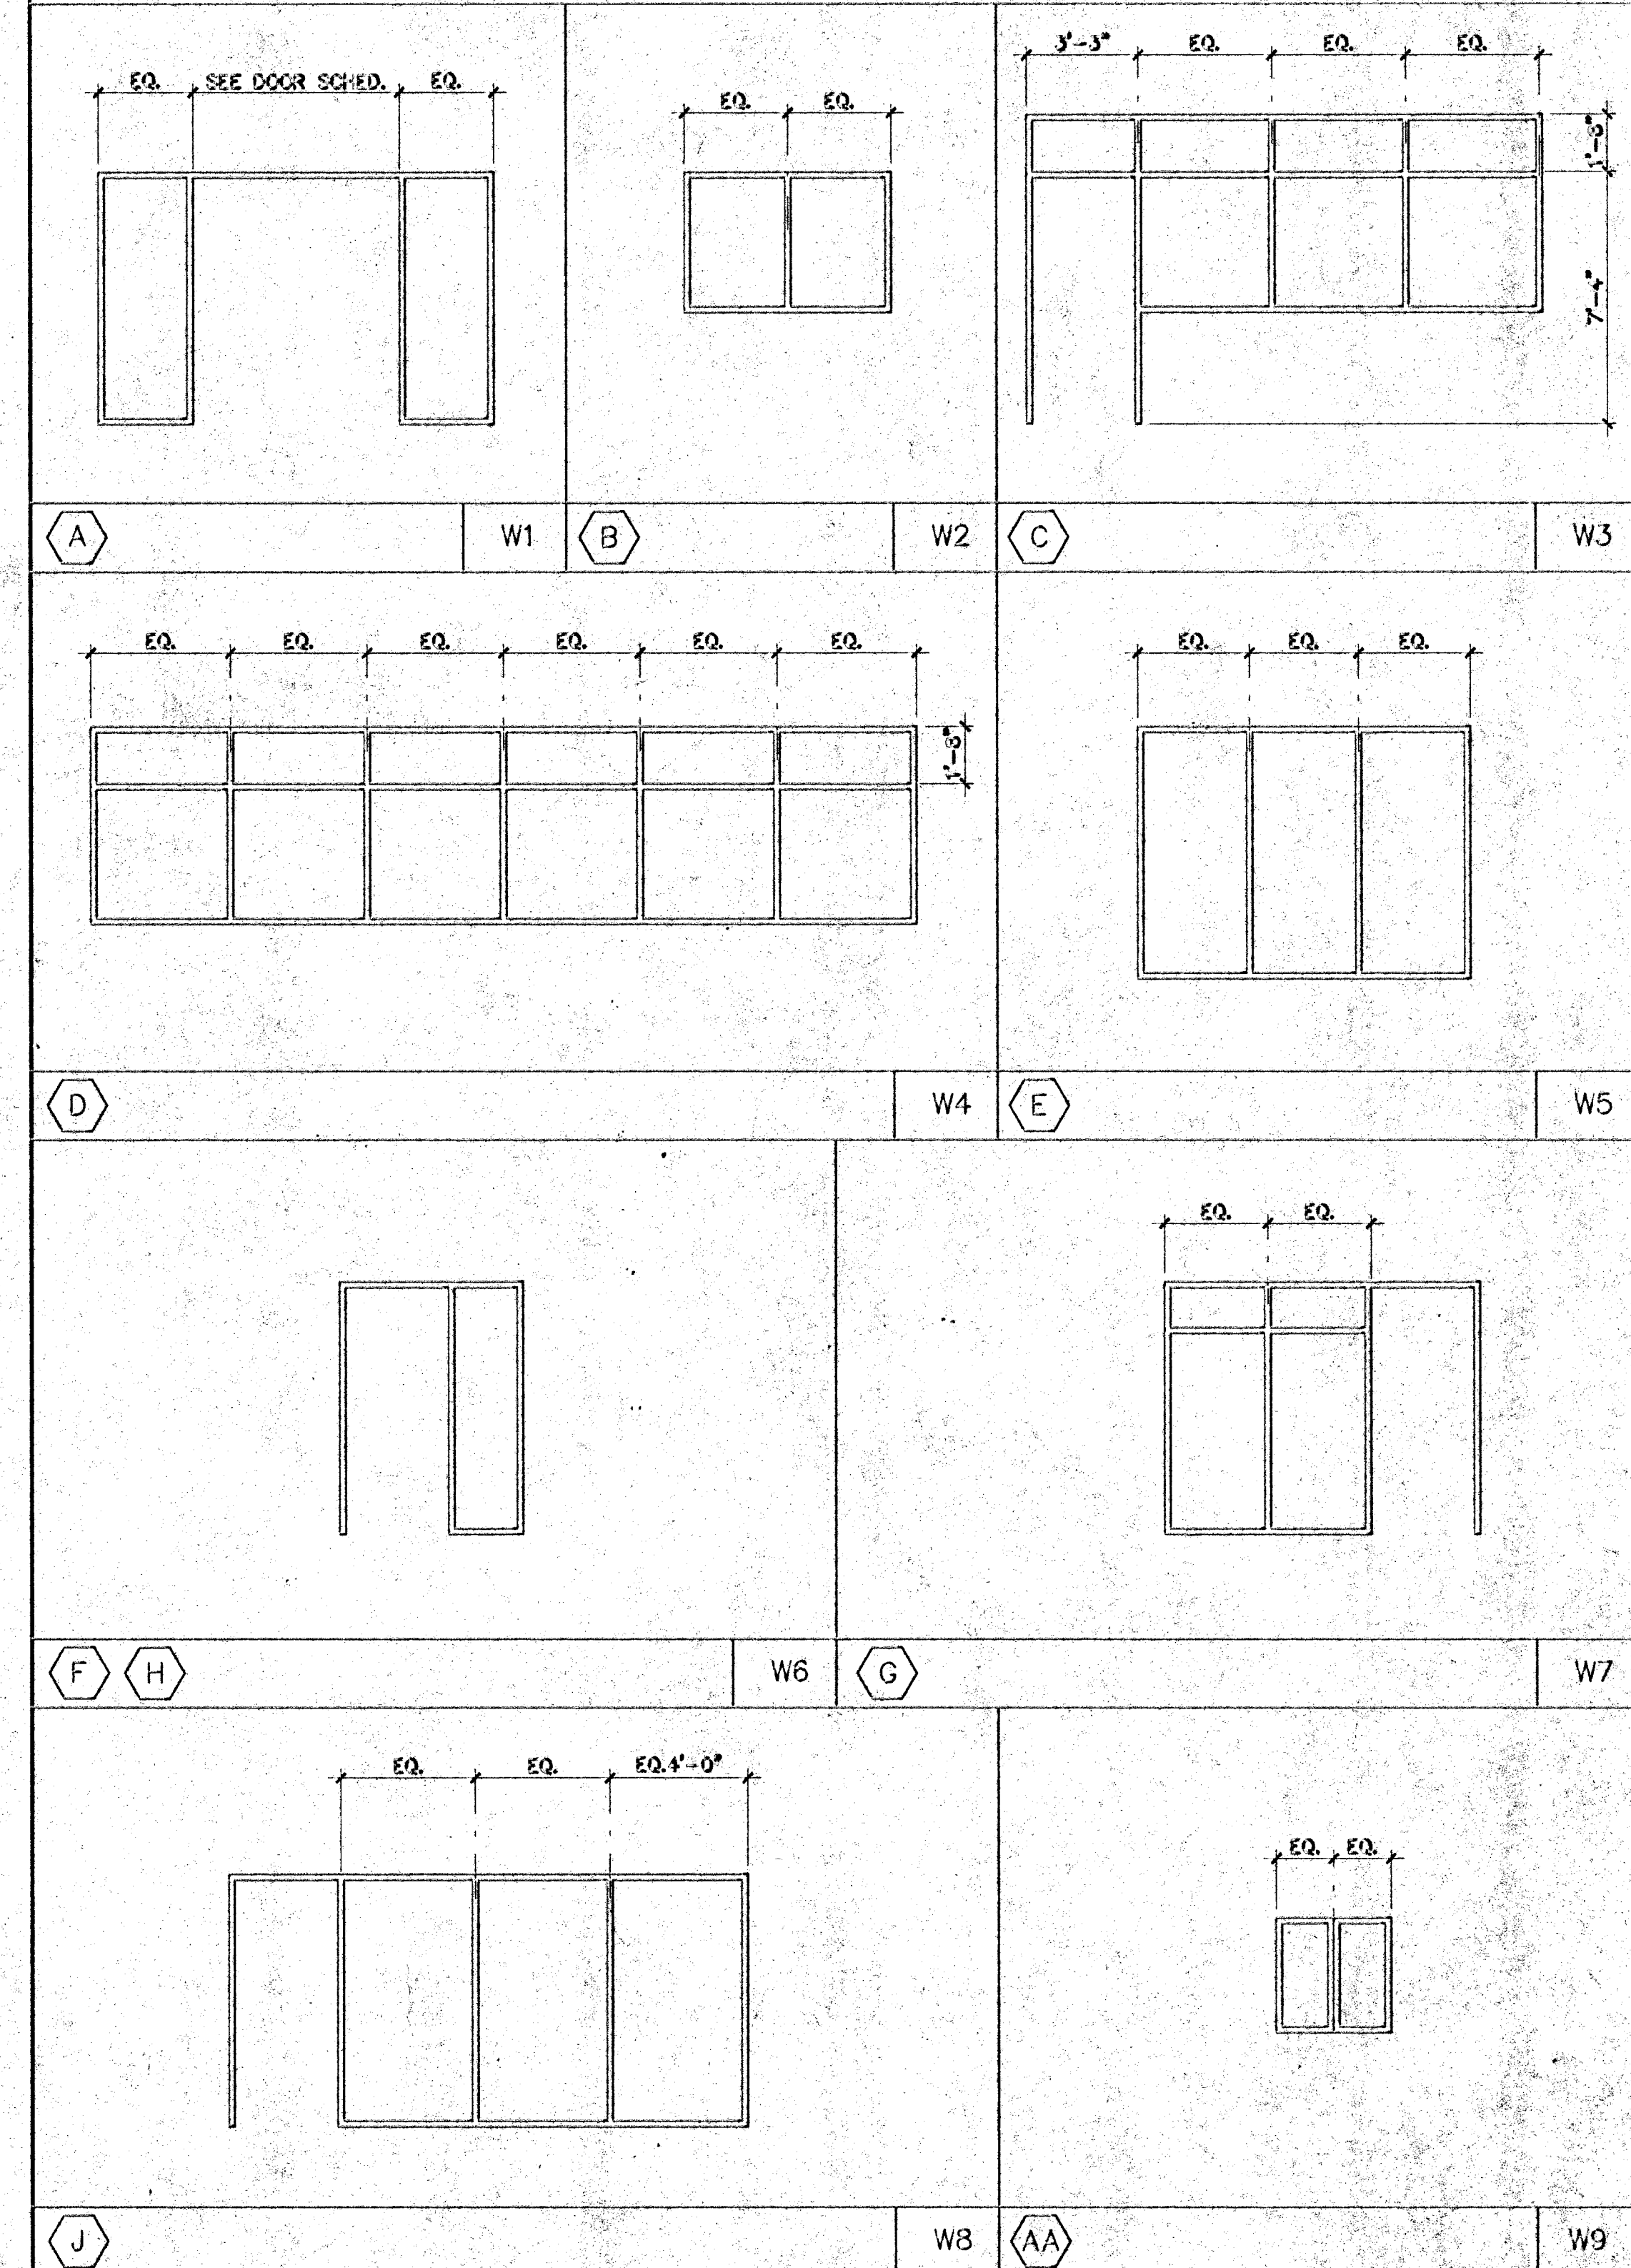 EQ. SEE DOOR SCHED. EQ.
EQ. EQ.
3'-3" EQ. EQ. EQ.
1'-8"
7'-4"
A W1
B W2
C W3
EQ. EQ. EQ. EQ. EQ. EQ.
1'-8"
EQ. EQ. EQ.
D W4
E W5
EQ. EQ.
F H W6
G W7
EQ. EQ. EQ.4'-0"
EQ. EQ.
J W8
AA W9